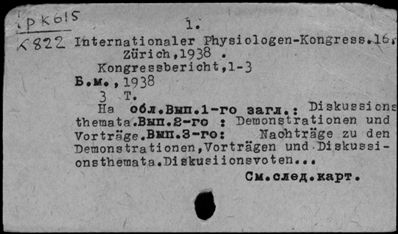 ірк615
1.
K822
Internationaler Physiologen-Kongress.16.
Zürich,1938 .
Kongressbericht,1-3
Б.м.,1938
3 Т.
На обл.Вып.1-го загл.: Diskussions
themata.Вып.2-го : Demonstrationen und
Vorträge.Вып.3-го: Nachträge zu den
Demonstrationen,Vorträgen und Diskussi-
onsthemata.Diskusiionsvoten...
См.след.карт.